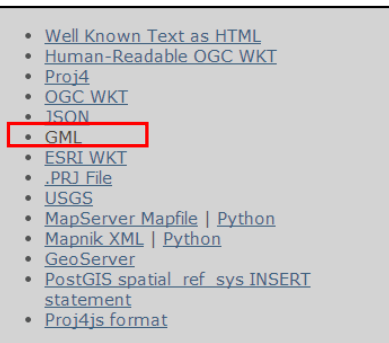 Well Known Text as HTML
Human-Readable OGC WKT
Proj4
OGC WKT
JSON
GML
ESRI WKT
.PRJ File
USGS
MapServer Mapfile | Python
Mapnik XML | Python
GeoServer
PostGIS spatial_ref_sys INSERT
statement
Proj4js format